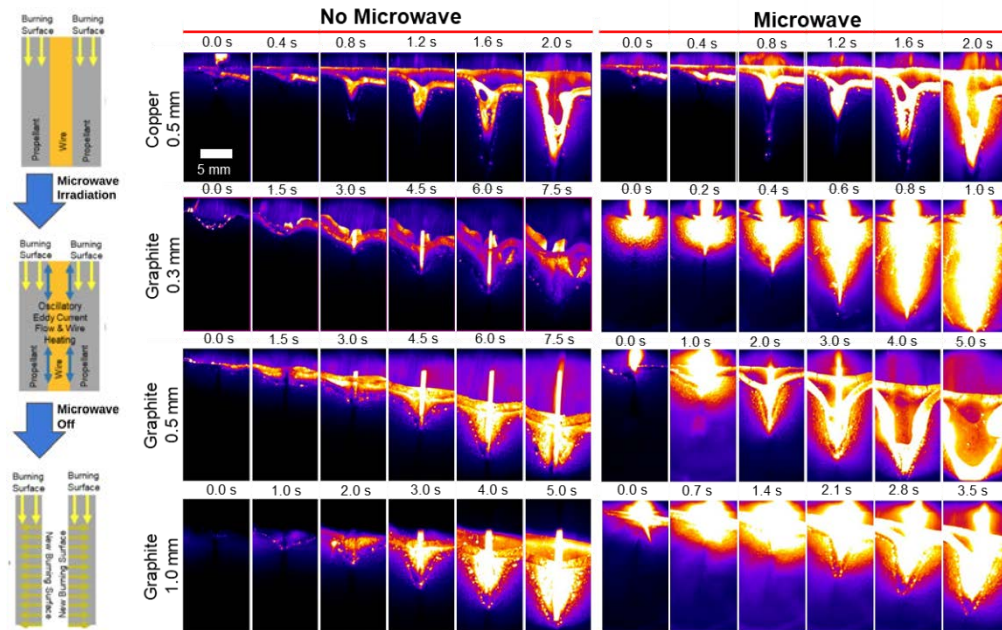 Burning Surface
Burning Surface
Propellant
Wire
Propellant
Microwave
Irradiation
Burning Surface
Burning Surface
Oscillatory
Eddy Current
Flow & Wire
Heating
Propellant
Wire
Propellant
Microwave
Off
Burning Surface
Burning Surface
New Burning Surface
New Burning Surface
No Microwave
Microwave
Copper
0.5 mm
0.0 s 0.4 s 0.8 s 1.2 s 1.6 s 2.0 s
0.0 s 0.4 s 0.8 s 1.2 s 1.6 s 2.0 s
5 mm
Graphite
0.3 mm
0.0 s 1.5 s 3.0 s 4.5 s 6.0 s 7.5 s
0.0 s 0.2 s 0.4 s 0.6 s 0.8 s 1.0 s
Graphite
0.5 mm
0.0 s 1.5 s 3.0 s 4.5 s 6.0 s 7.5 s
0.0 s 1.0 s 2.0 s 3.0 s 4.0 s 5.0 s
Graphite
1.0 mm
0.0 s 1.0 s 2.0 s 3.0 s 4.0 s 5.0 s
0.0 s 0.7 s 1.4 s 2.1 s 2.8 s 3.5 s